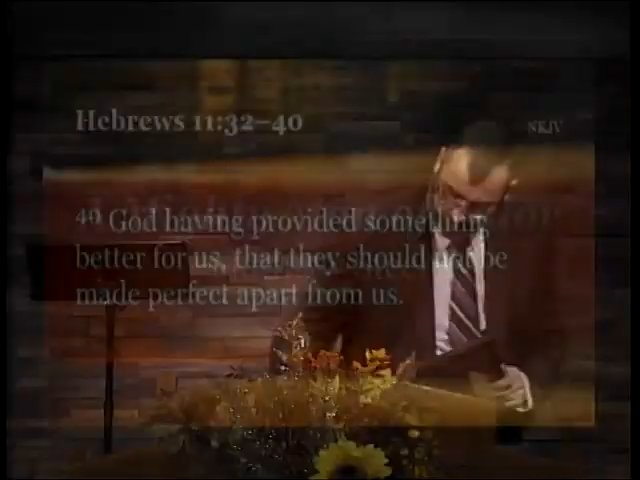 Hebrews 11:32–40
NKJV
40 God having provided something
better for us, that they should not be
made perfect apart from us.